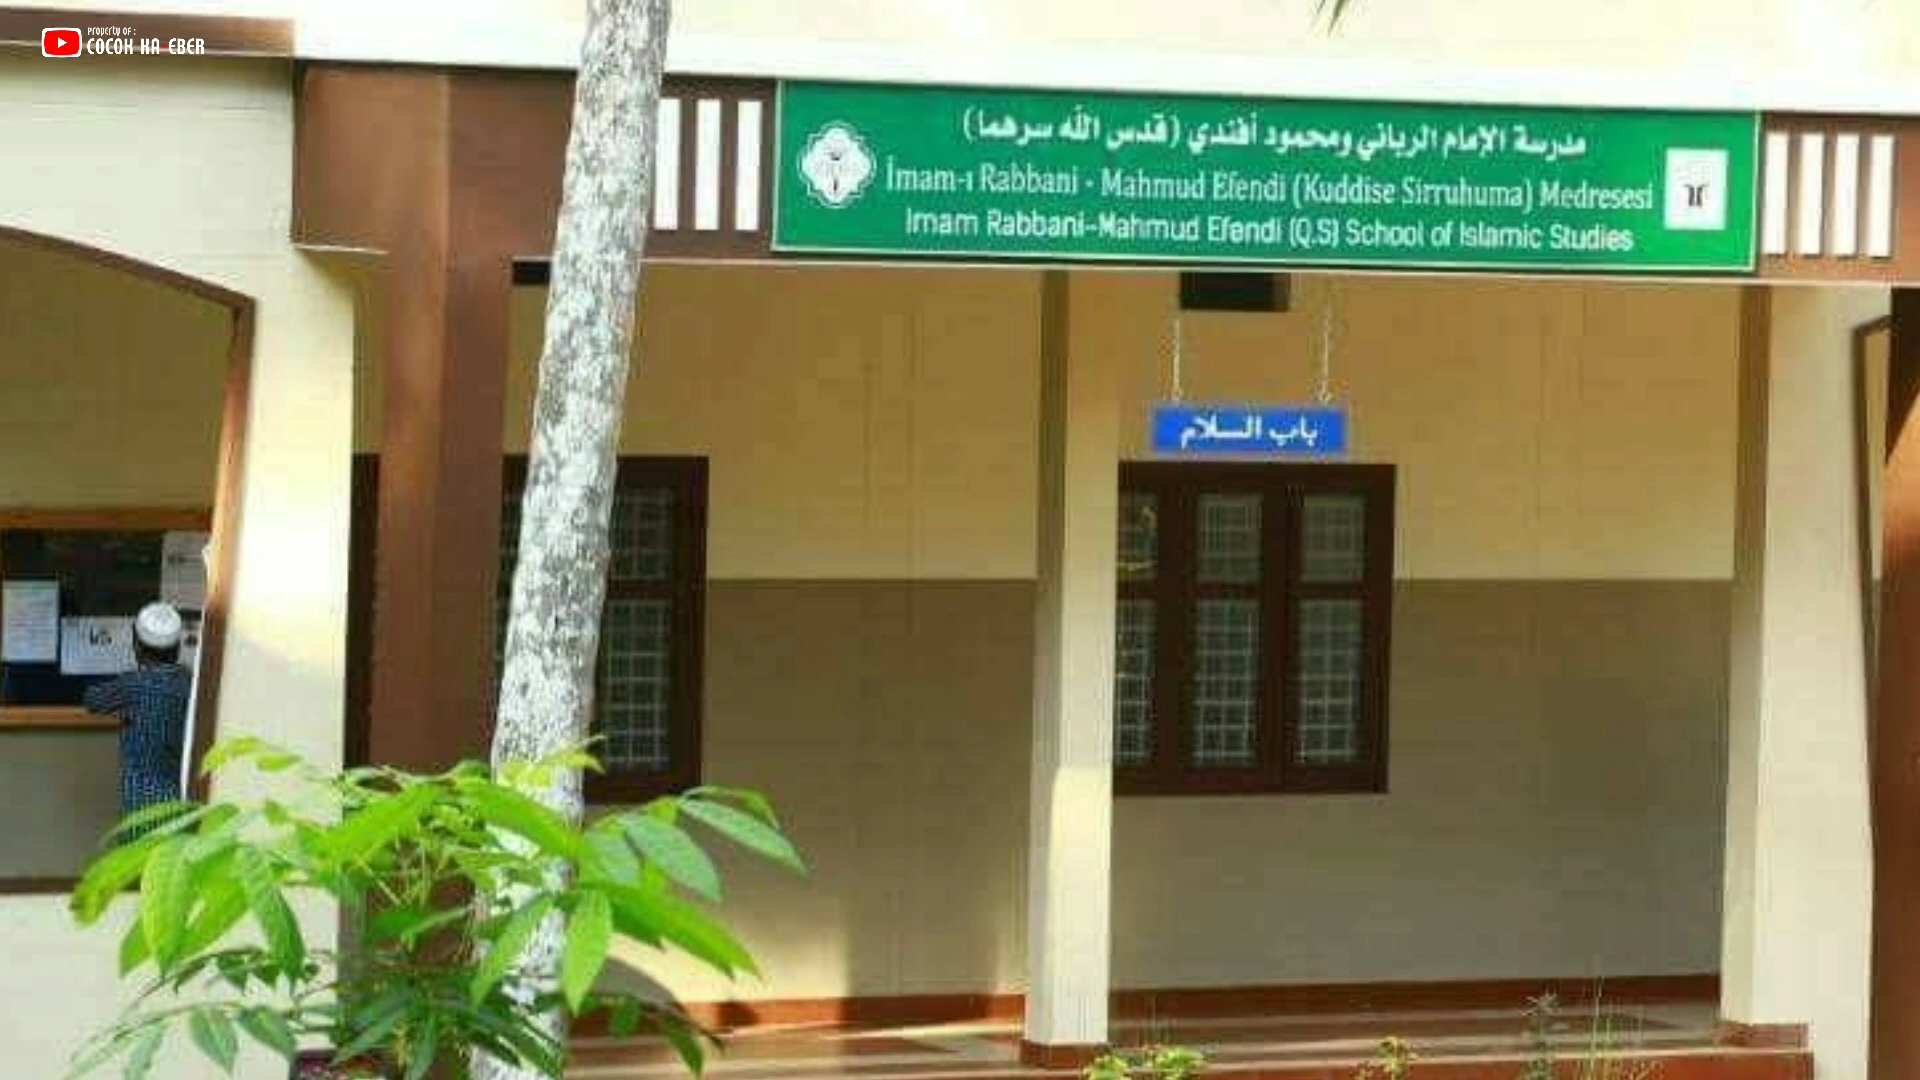 Property of :
COCOK KA EBER
مدرسة الإمام الرباني ومحمود أفندي (قدس الله سرهما)
İmam-ı Rabbani - Mahmud Efendi (Kuddise Sirruhuma) Medresesi
Imam Rabbani-Mahmud Efendi (Q.S) School of Islamic Studies
باب السلام